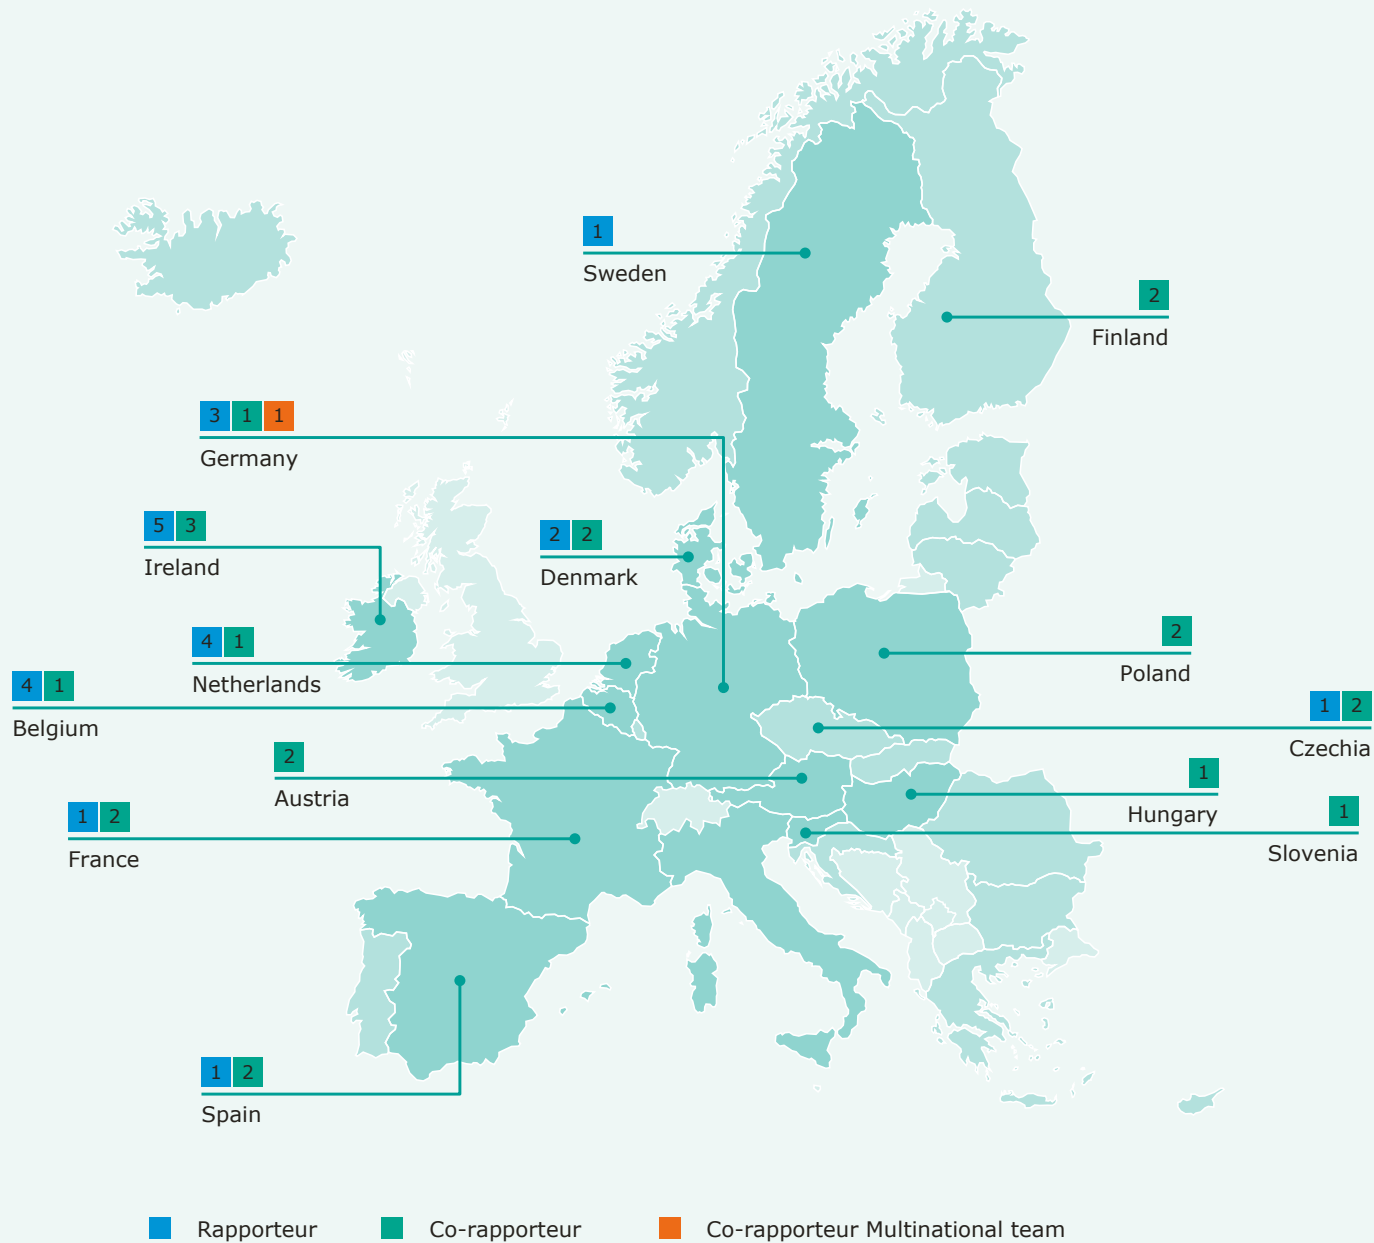 1
Sweden
2
Finland
3 1 1
Germany
5 3
Ireland
2 2
Denmark
4 1
Netherlands
2
Poland
4 1
Belgium
1 2
Czechia
2
Austria
1
Hungary
1 2
France
1
Slovenia
1 2
Spain
Rapporteur Co-rapporteur Co-rapporteur Multinational team